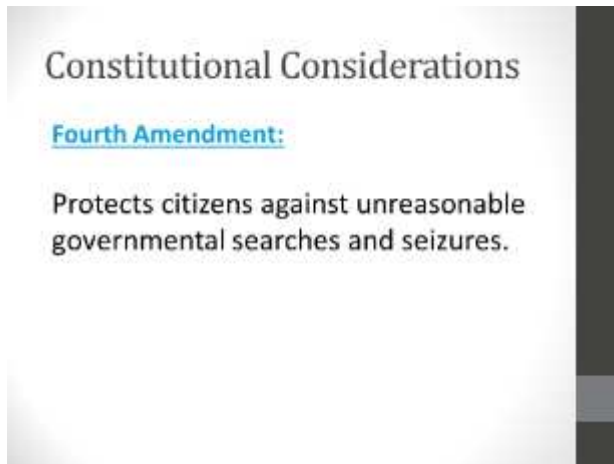 Constitutional Considerations
Fourth Amendment:
Protects citizens against unreasonable
governmental searches and seizures.